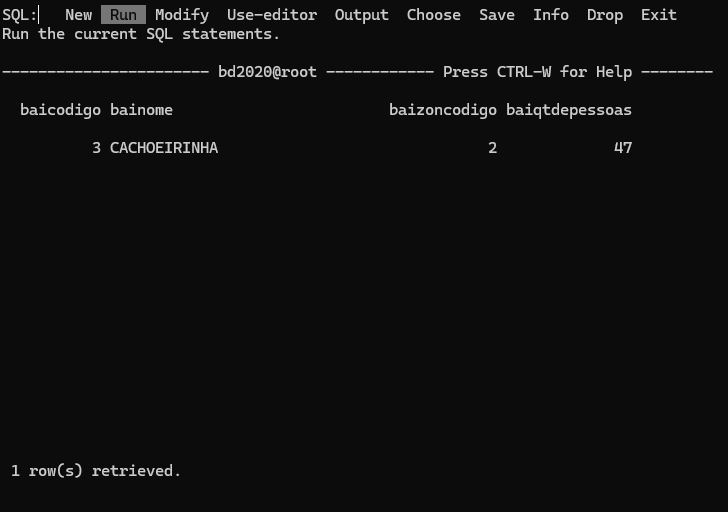 SQL:   New  Run  Modify  Use-editor  Output  Choose  Save  Info  Drop  Exit
Run the current SQL statements.
----------------------- bd2020@root ------------ Press CTRL-W for Help --------
baicodigo bainome                        baizoncodigo baiqtdepessoas
3 CACHOEIRINHA                              2             47
1 row(s) retrieved.